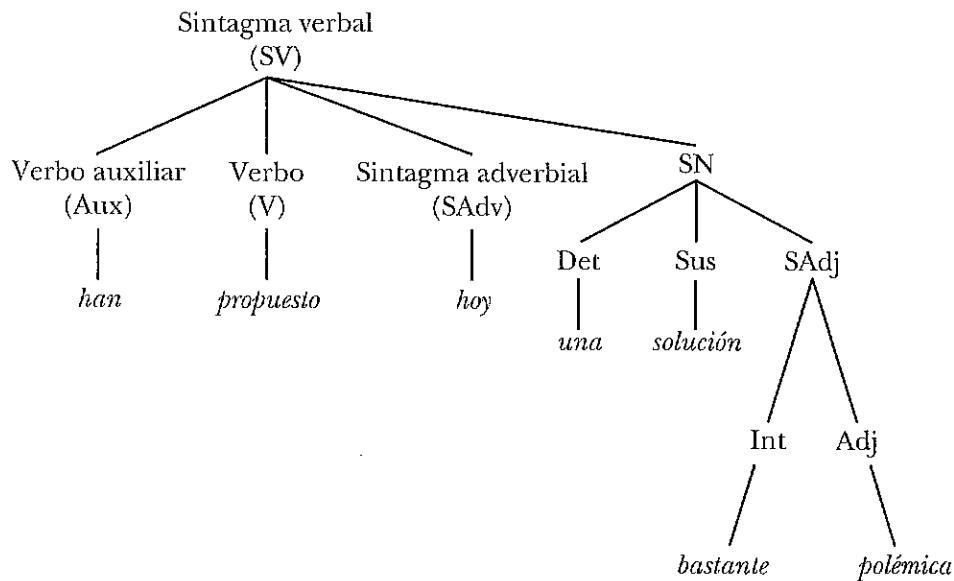 Sintagma verbal
(SV)
Verbo auxiliar
(Aux)
Verbo
(V)
Sintagma adverbial
(SAdv)
SN
han
propuesto
hoy
Det
Sus
SAdj
una
solución
Int
Adj
bastante
polémica